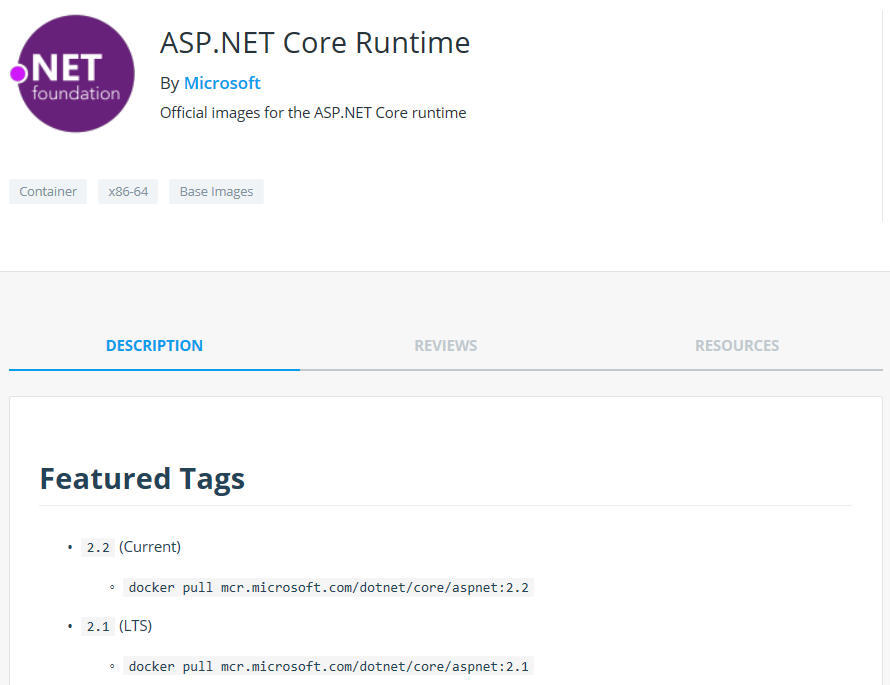 .NET
foundation
ASP.NET Core Runtime
By Microsoft
Official images for the ASP.NET Core runtime
Container x86-64 Base Images
DESCRIPTION REVIEWS RESOURCES
Featured Tags
• 2.2 (Current)
◦ docker pull mcr.microsoft.com/dotnet/core/aspnet:2.2
• 2.1 (LTS)
◦ docker pull mcr.microsoft.com/dotnet/core/aspnet:2.1